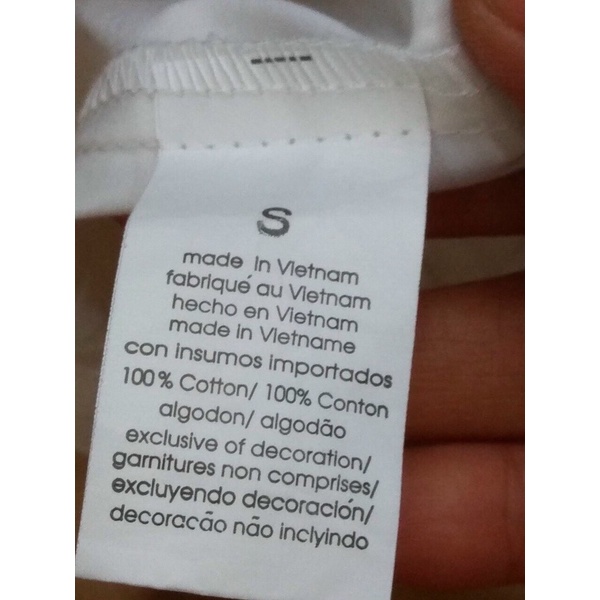 S
made in Vietnam
fabriqué au Vietnam
hecho en Vietnam
made in Vietname
con insumos importados
100% Cotton/ 100% Conton
algodon/ algodão
exclusive of decoration/
garnitures non comprises/
excluyendo decoración/
decoracão não inclyindo